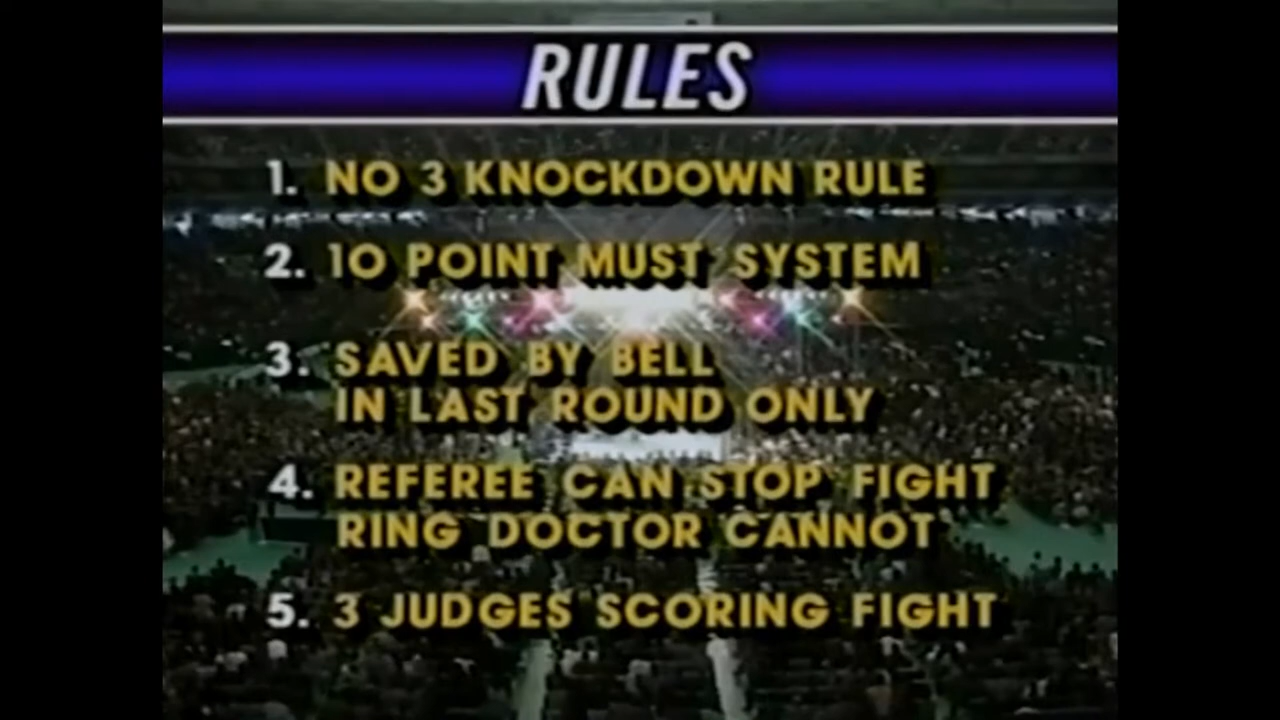 RULES
1. NO 3 KNOCKDOWN RULE
2. 10 POINT MUST SYSTEM
3. SAVED BY BELL
IN LAST ROUND ONLY
4. REFEREE CAN STOP FIGHT
RING DOCTOR CANNOT
5. 3 JUDGES SCORING FIGHT